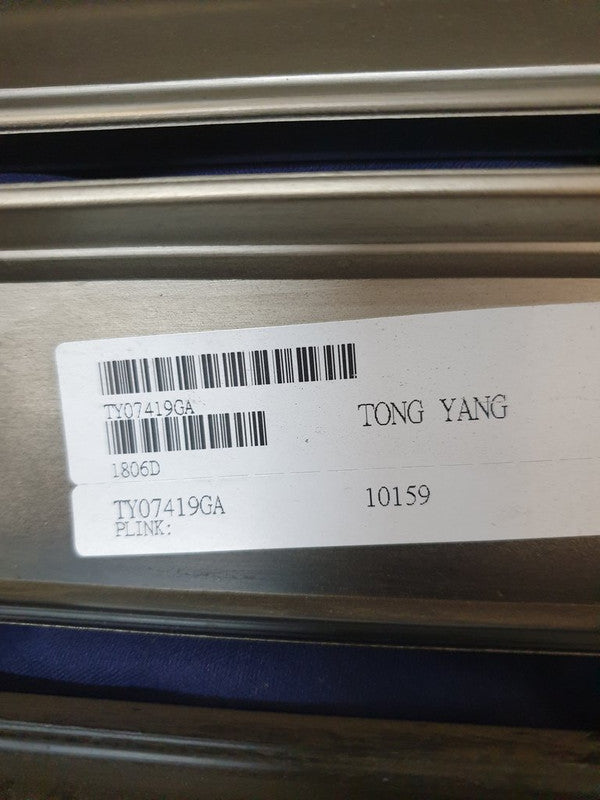 TY07419GA
TONG YANG
1806D
TY07419GA
10159
PLINK: